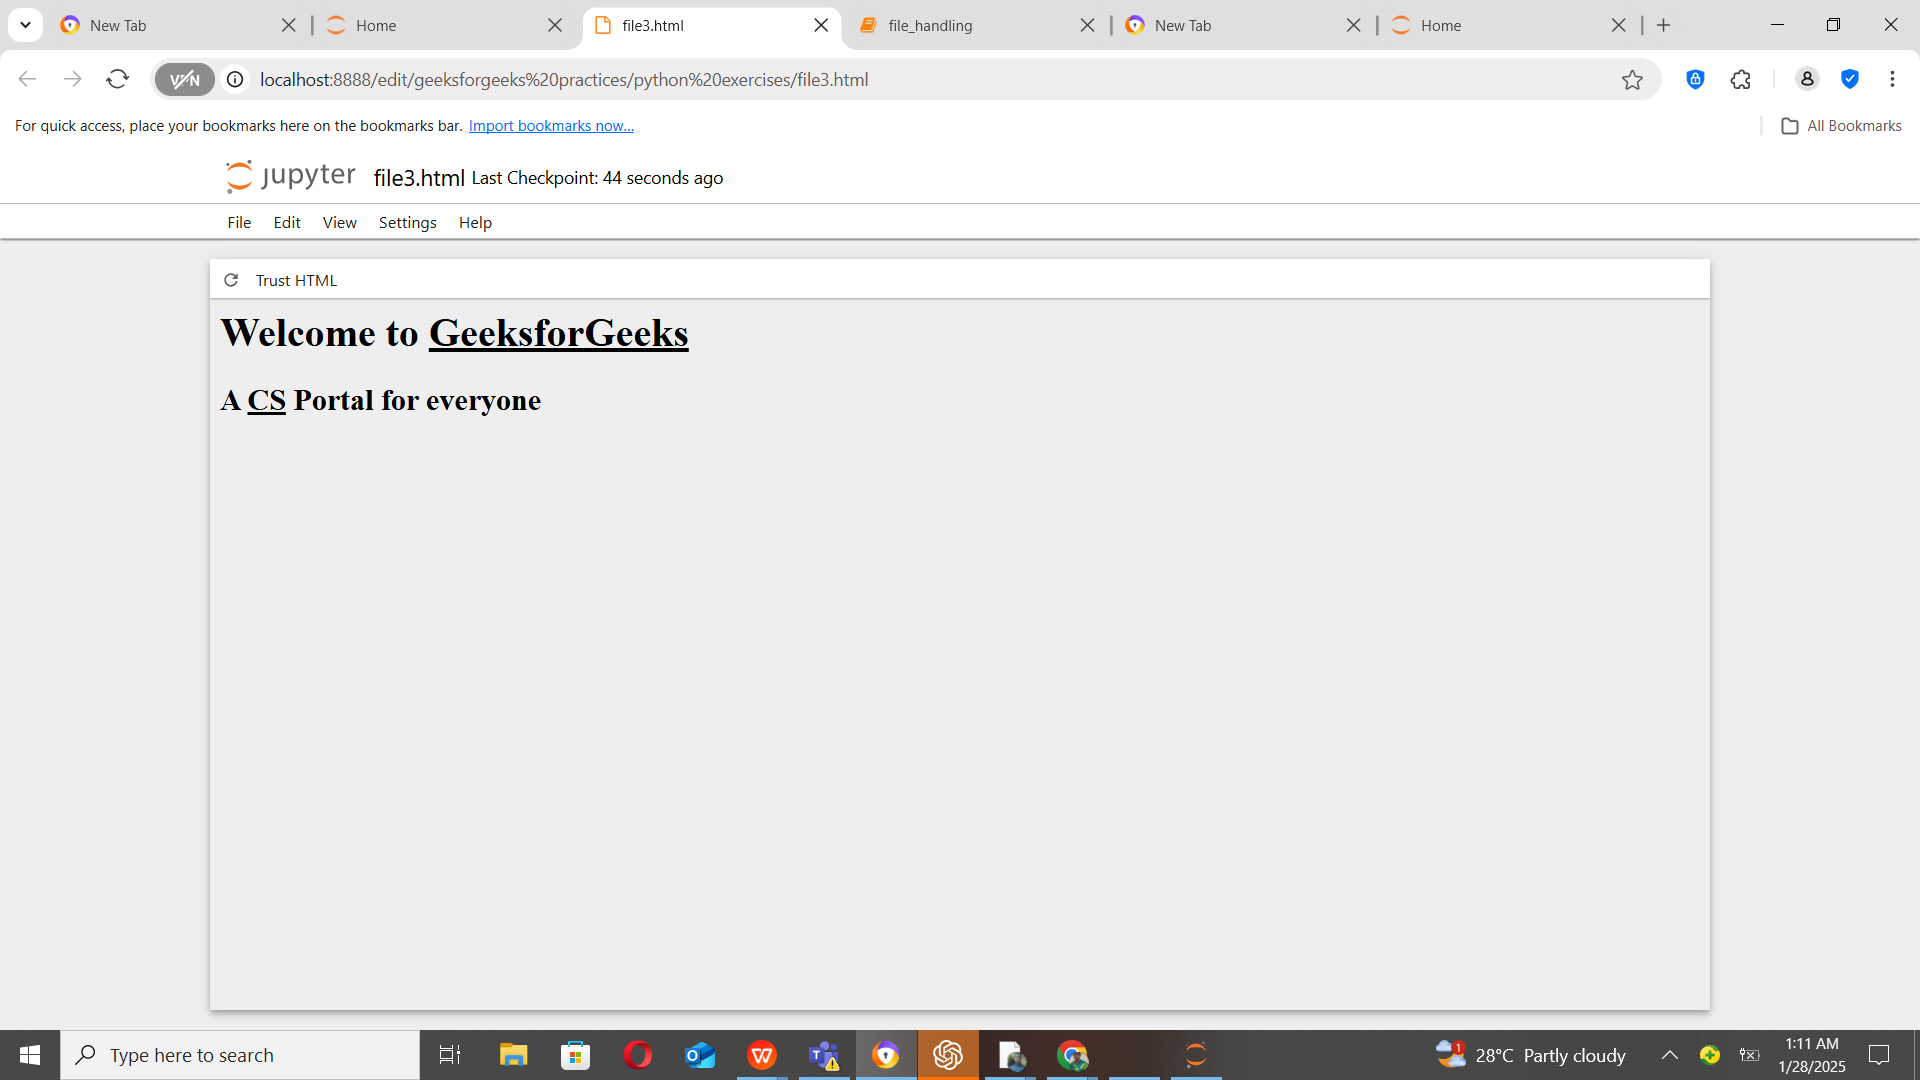 New Tab
Home
file3.html
file_handling
New Tab
Home
VPN
localhost:8888/edit/geeksforgeeks%20practices/python%20exercises/file3.html
For quick access, place your bookmarks here on the bookmarks bar. Import bookmarks now...
All Bookmarks
jupyter file3.html Last Checkpoint: 44 seconds ago
File Edit View Settings Help
Trust HTML
Welcome to GeeksforGeeks
A CS Portal for everyone
Type here to search
1
28°C Partly cloudy
1:11 AM
1/28/2025